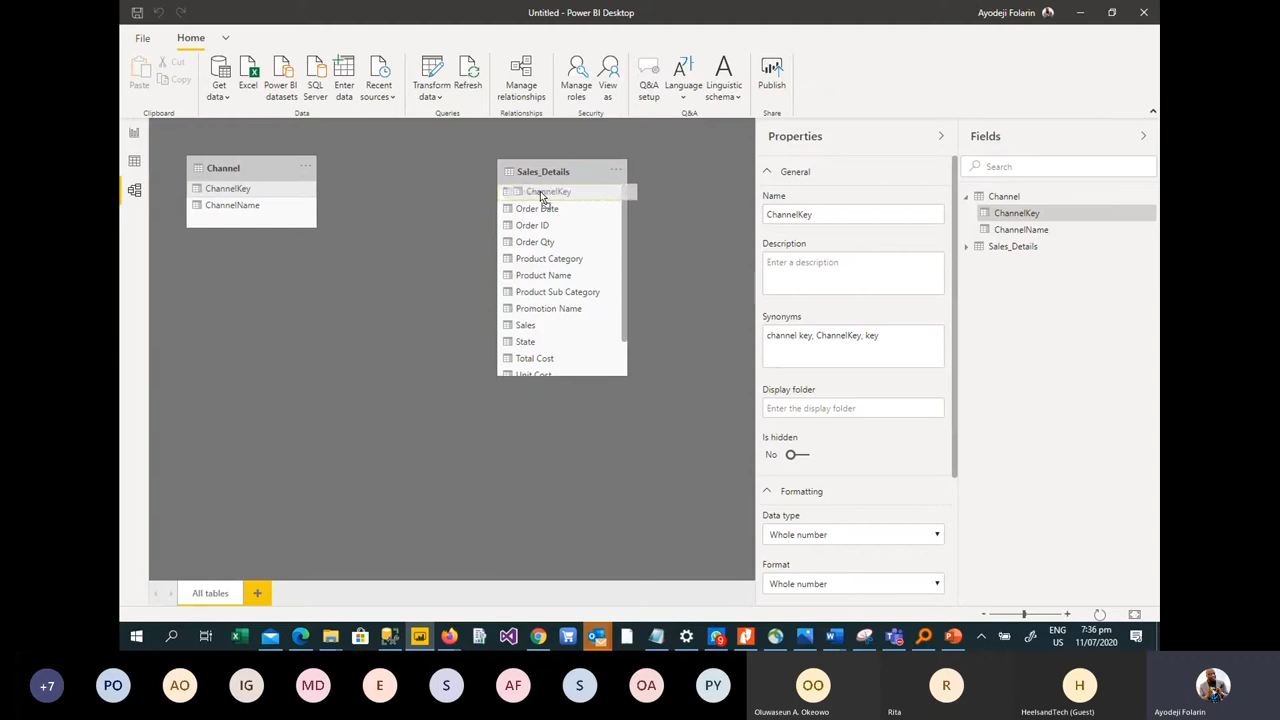 Untitled - Power BI Desktop
Ayodeji Folarin
File
Home
Paste
Cut
Copy
Get data
Excel
Power BI datasets
SQL Server
Enter data
Recent sources
Transform data
Refresh
Manage relationships
Manage roles
View as
Q&A setup
Language
Linguistic schema
Publish
Clipboard
Data
Queries
Relationships
Security
Q&A
Share
Channel
ChannelKey
ChannelName
Sales_Details
ChannelKey
Order Date
Order ID
Order Qty
Product Category
Product Name
Product Sub Category
Promotion Name
Sales
State
Total Cost
Unit Cost
Properties
General
Name
ChannelKey
Description
Enter a description
Synonyms
channel key, ChannelKey, key
Display folder
Enter the display folder
Is hidden
No
Formatting
Data type
Whole number
Format
Whole number
Fields
Search
Channel
ChannelKey
ChannelName
Sales_Details
All tables
ENG
US
7:36 pm
11/07/2020
+7
PO
AO
IG
MD
E
S
AF
S
OA
PY
OO
Oluwaseun A. Okeowo
R
Rita
H
HeelsandTech (Guest)
Ayodeji Folarin